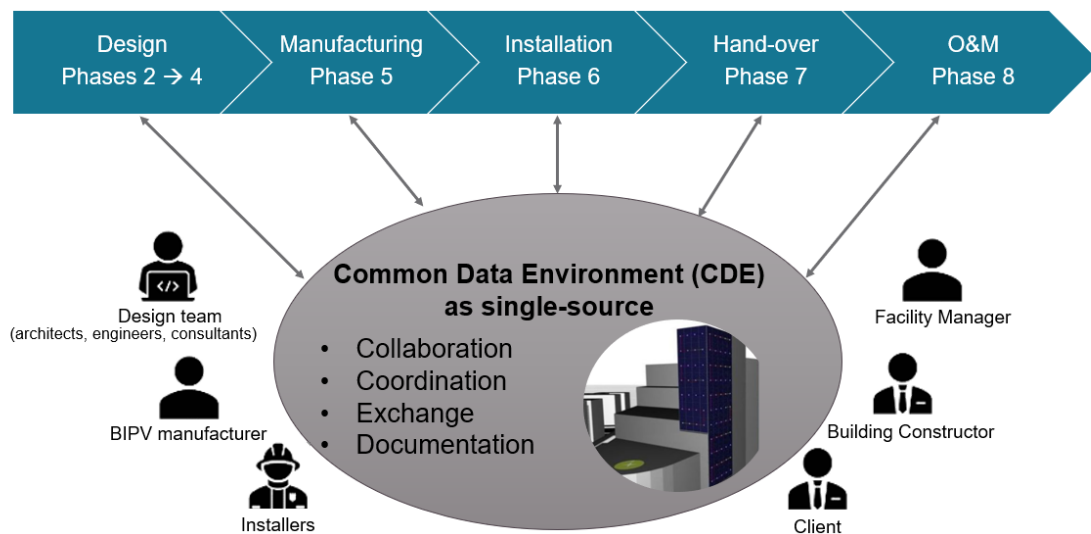 Design
Phases 2 → 4
Manufacturing
Phase 5
Installation
Phase 6
Hand-over
Phase 7
O&M
Phase 8
Common Data Environment (CDE)
as single-source
• Collaboration
• Coordination
• Exchange
• Documentation
</>
Design team
(architects, engineers, consultants)
BIPV manufacturer
Installers
Facility Manager
Building Constructor
Client